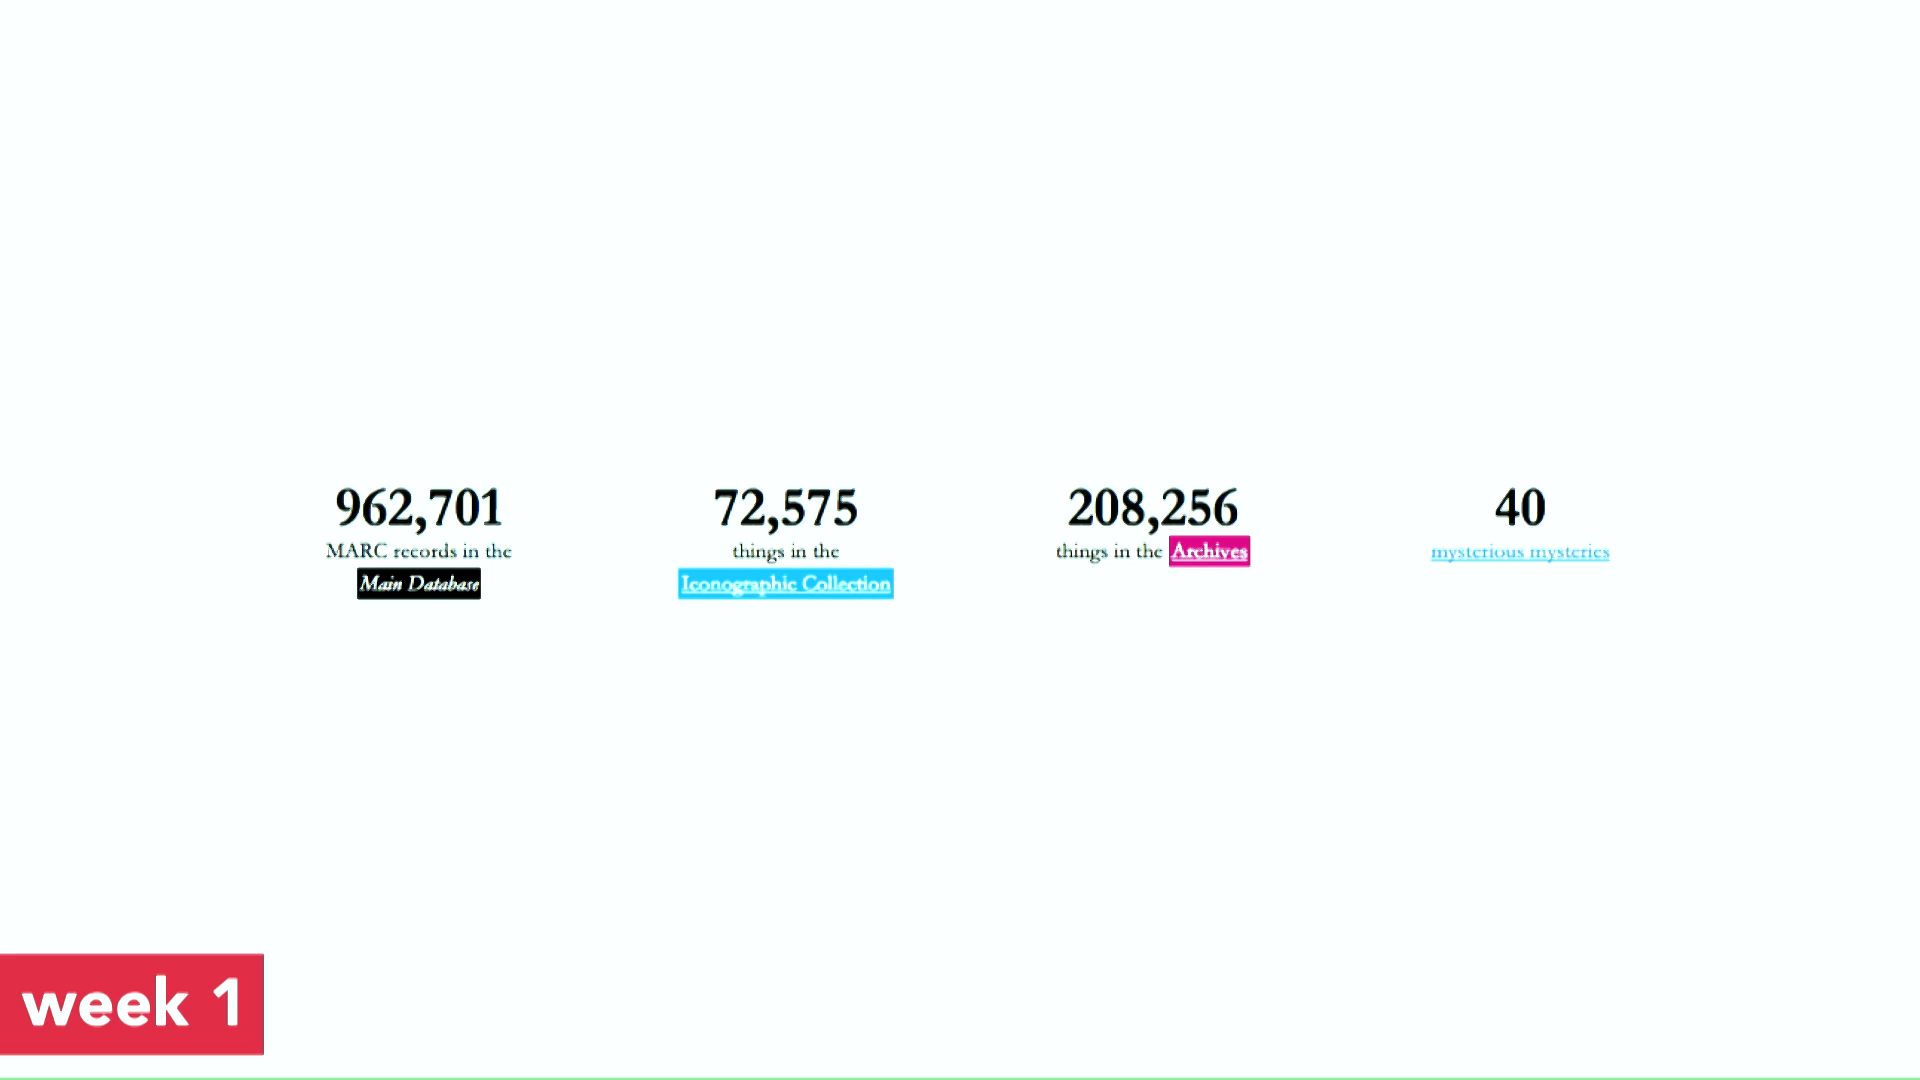 962,701
MARC records in the
Main Database
72,575
things in the
Iconographic Collection
208,256
things in the Archives
40
mysterious mysteries
week 1